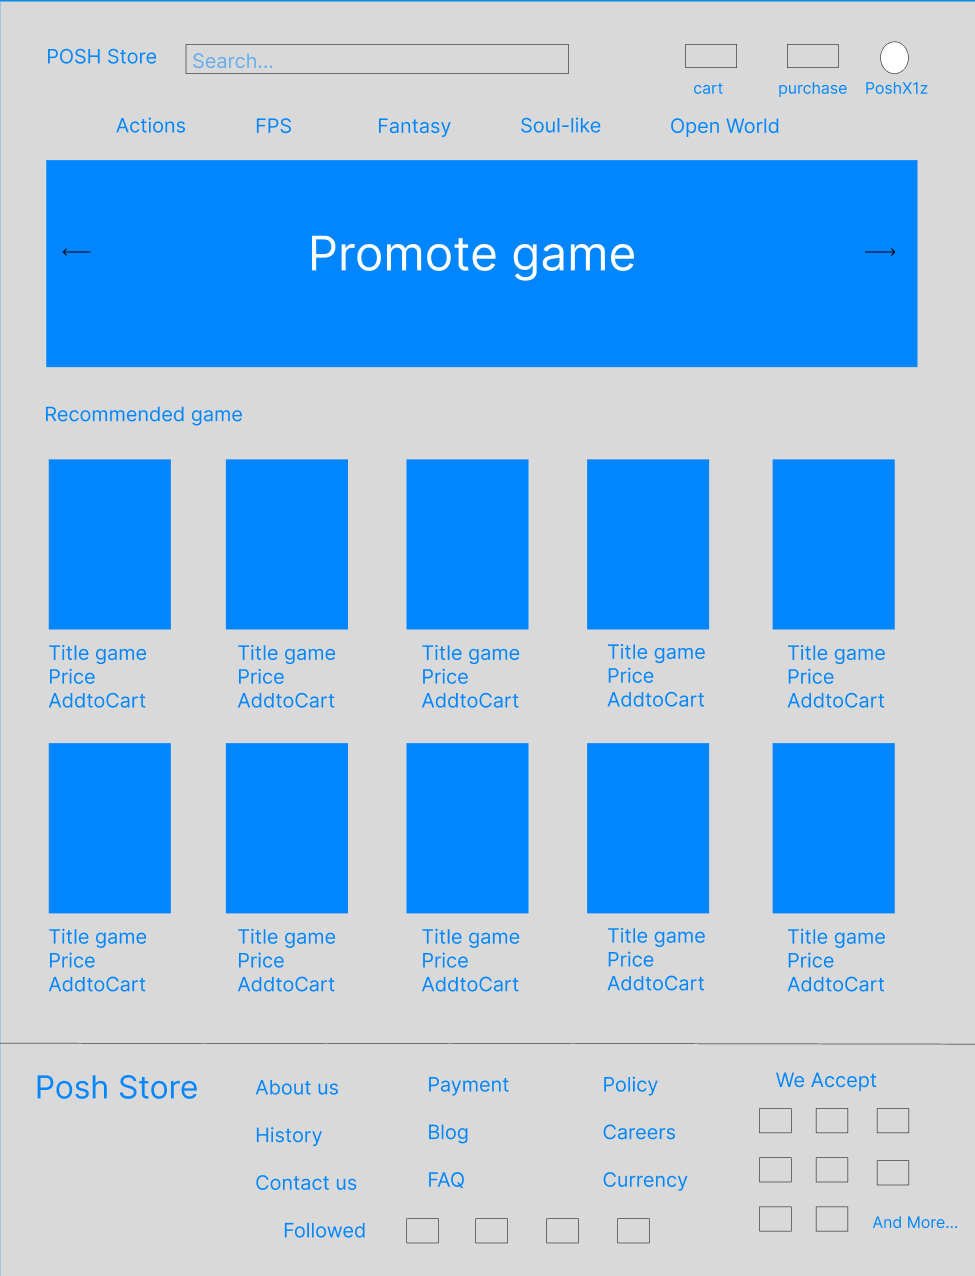 POSH Store
Search...
cart
purchase
PoshX1z
Actions
FPS
Fantasy
Soul-like
Open World
Promote game
Recommended game
Title game
Price
AddtoCart
Title game
Price
AddtoCart
Title game
Price
AddtoCart
Title game
Price
AddtoCart
Title game
Price
AddtoCart
Title game
Price
AddtoCart
Title game
Price
AddtoCart
Title game
Price
AddtoCart
Title game
Price
AddtoCart
Title game
Price
AddtoCart
Posh Store
About us
History
Contact us
Payment
Blog
FAQ
Policy
Careers
Currency
We Accept
And More...
Followed